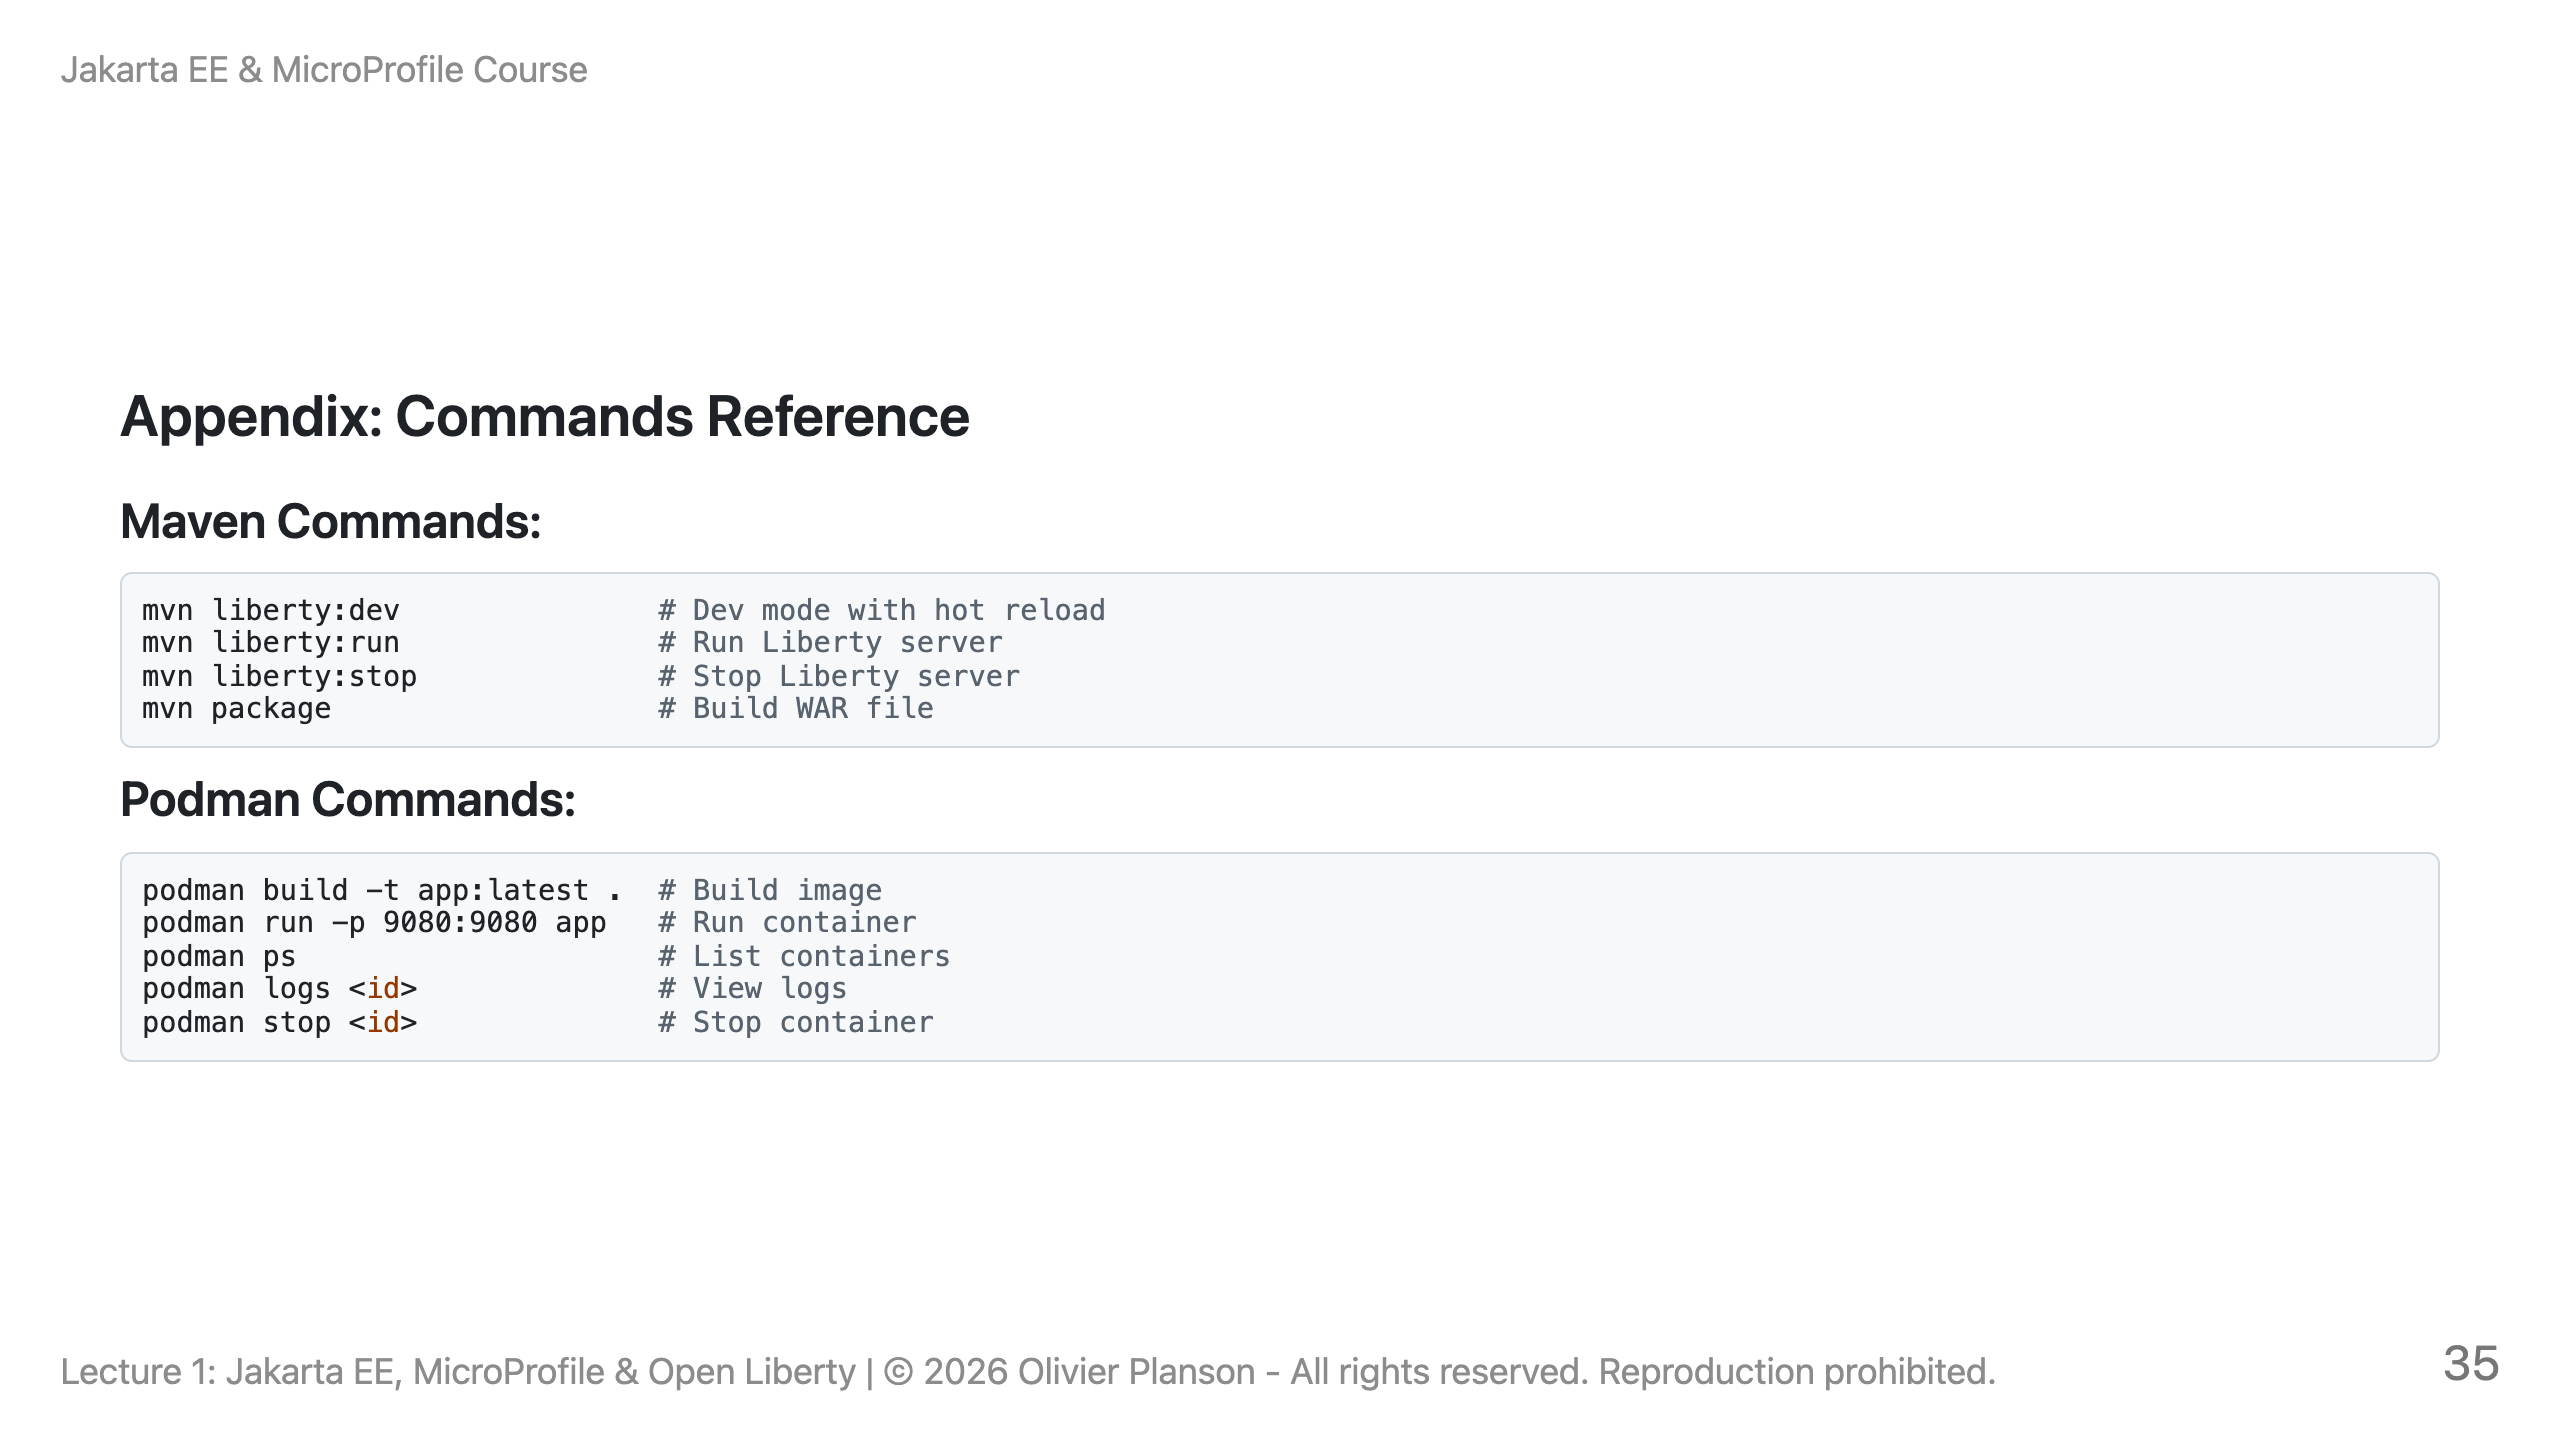 Jakarta EE & MicroProfile Course
Appendix: Commands Reference
Maven Commands:
mvn liberty:dev               # Dev mode with hot reload
mvn liberty:run               # Run Liberty server
mvn liberty:stop              # Stop Liberty server
mvn package                   # Build WAR file
Podman Commands:
podman build -t app:latest .  # Build image
podman run -p 9080:9080 app   # Run container
podman ps                     # List containers
podman logs <id>              # View logs
podman stop <id>              # Stop container
Lecture 1: Jakarta EE, MicroProfile & Open Liberty | © 2026 Olivier Planson - All rights reserved. Reproduction prohibited.
35